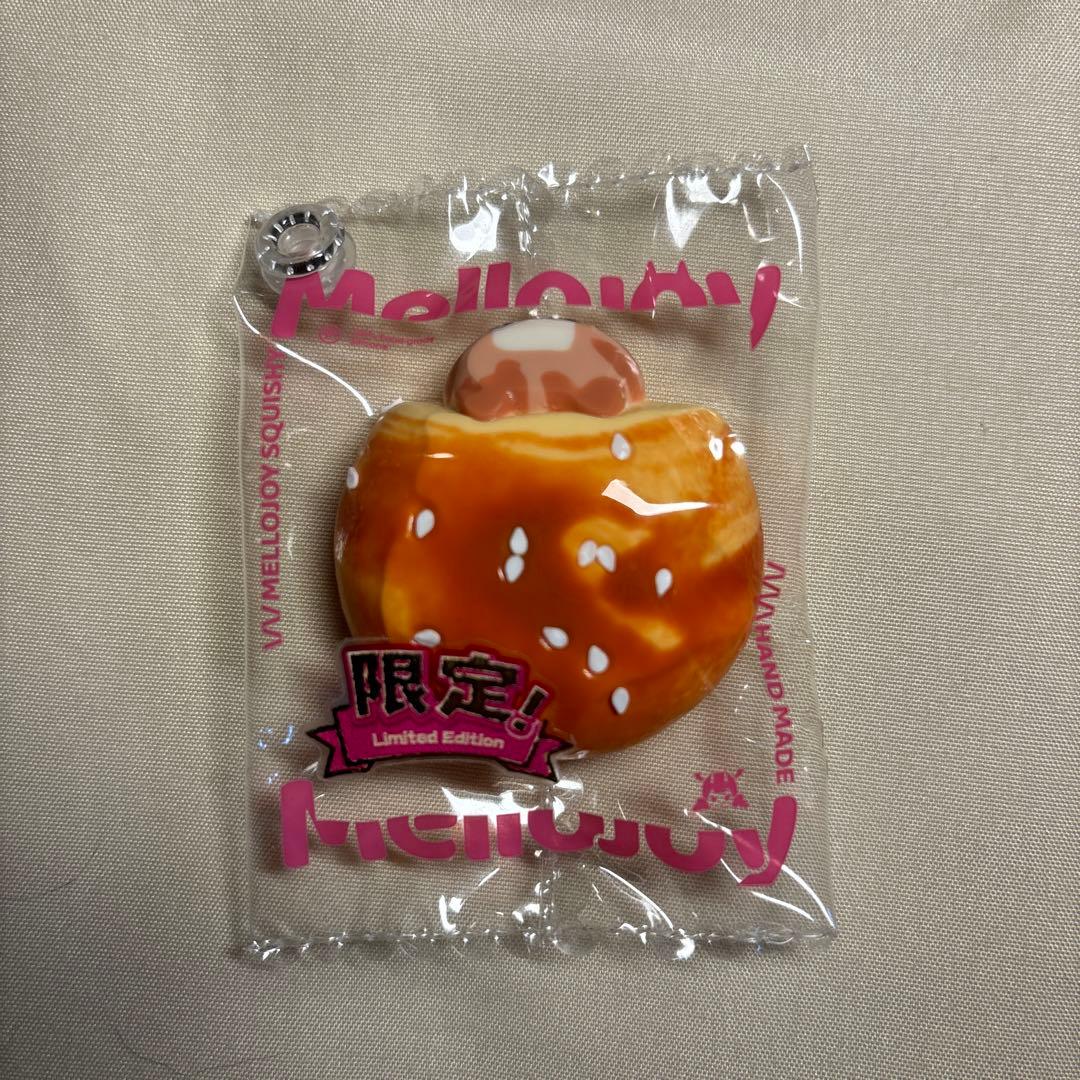 Mellojoy
MELLOJOY SQUISHY
限定!
Limited Edition
HAND MADE
Mellojoy